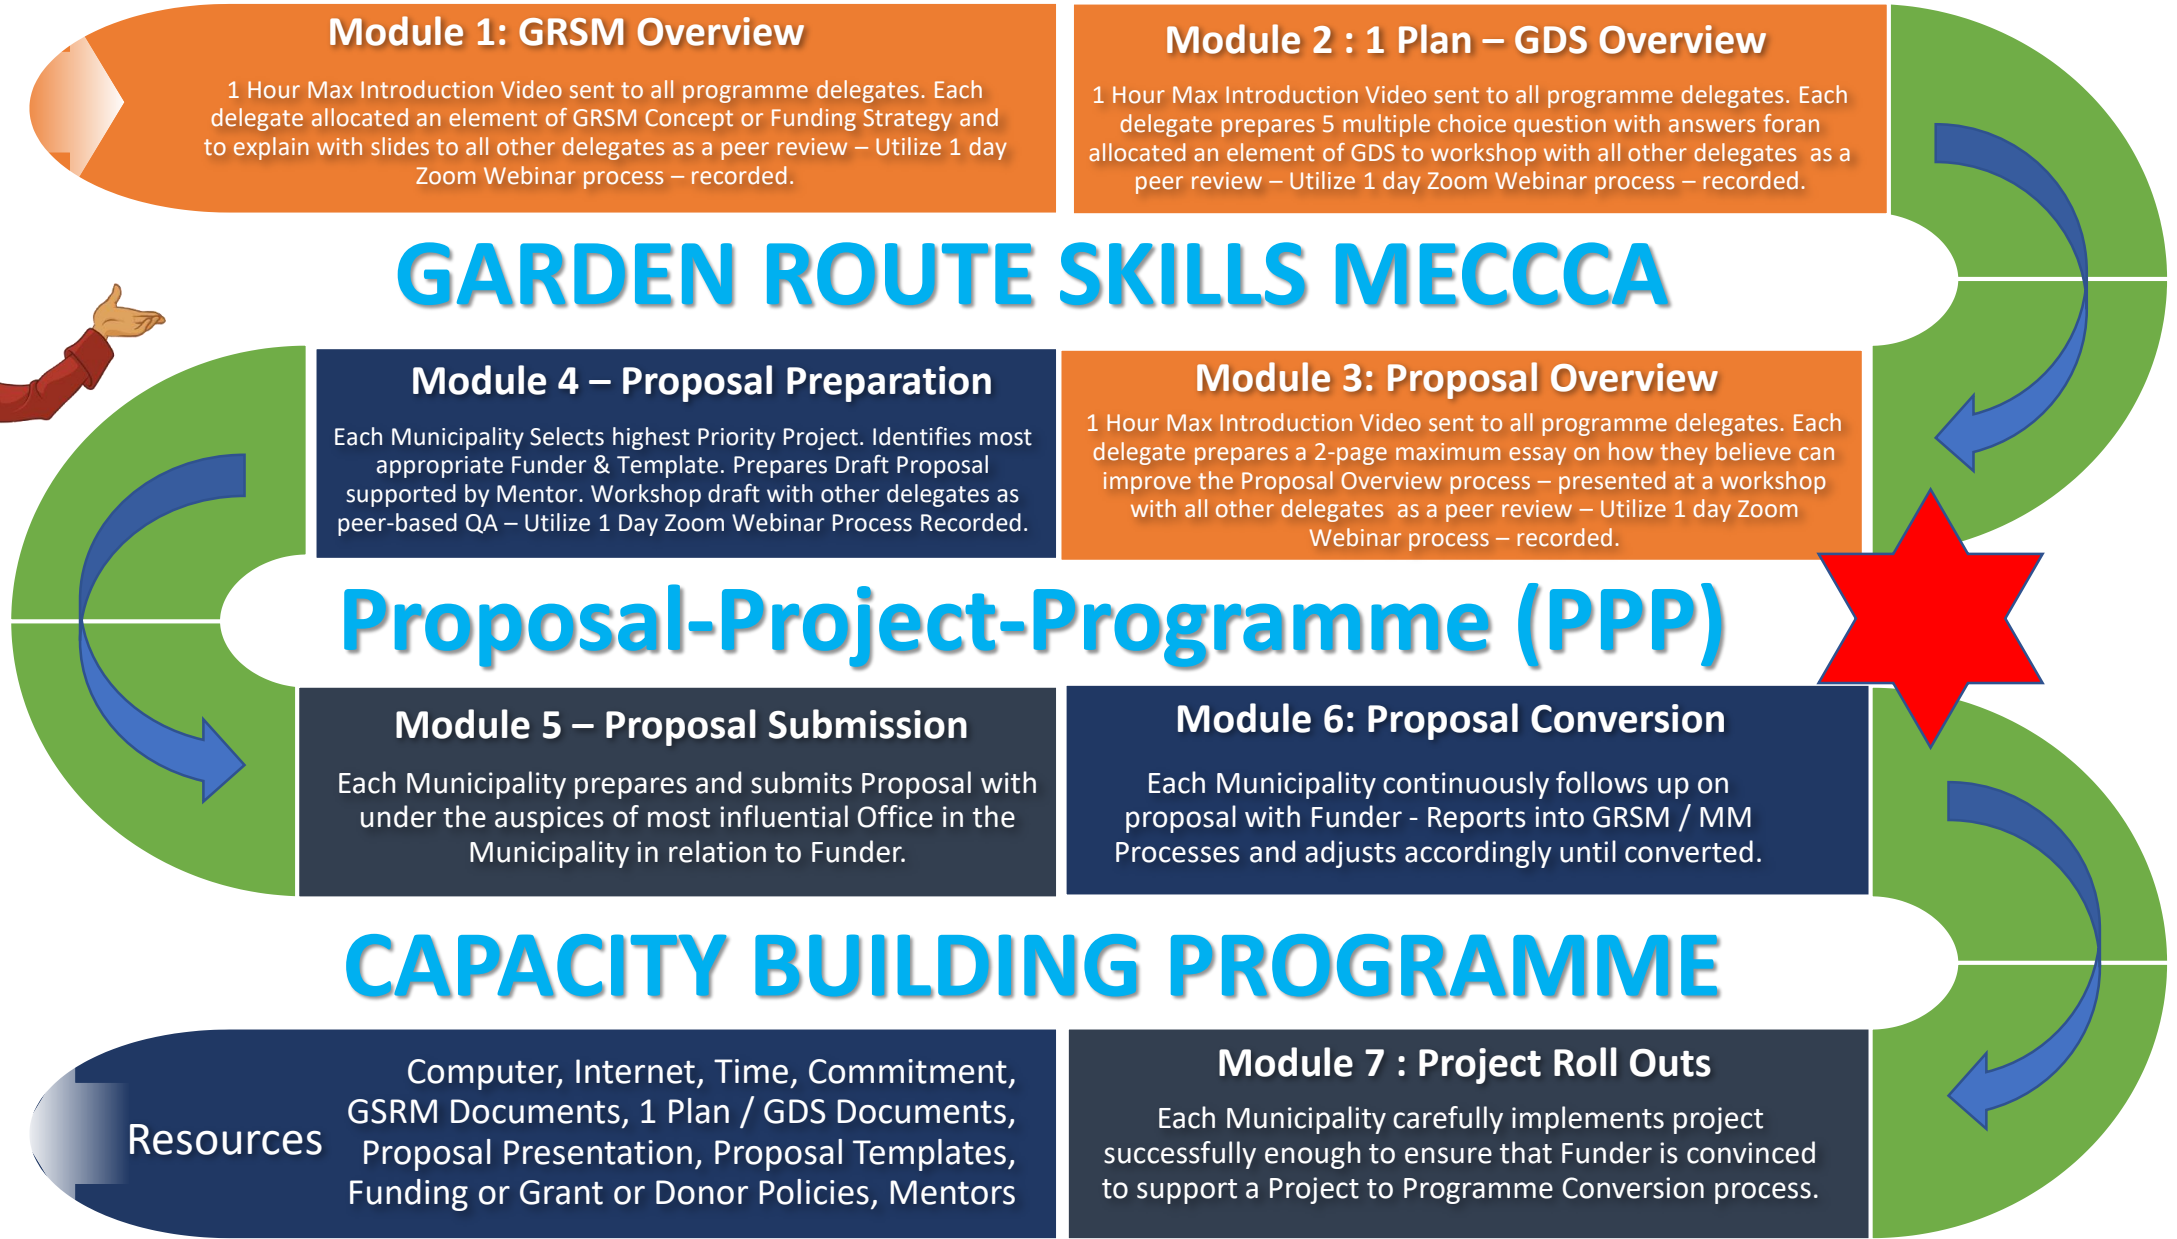 Module 1: GRSM Overview
1 Hour Max Introduction Video sent to all programme delegates. Each
delegate allocated an element of GRSM Concept or Funding Strategy and
to explain with slides to all other delegates as a peer review – Utilize 1 day
Zoom Webinar process – recorded.
Module 2 : 1 Plan – GDS Overview
1 Hour Max Introduction Video sent to all programme delegates. Each
delegate prepares 5 multiple choice question with answers foran
allocated an element of GDS to workshop with all other delegates as a
peer review – Utilize 1 day Zoom Webinar process – recorded.
GARDEN ROUTE SKILLS MECCCA
Module 3: Proposal Overview
1 Hour Max Introduction Video sent to all programme delegates. Each
delegate prepares a 2-page maximum essay on how they believe can
improve the Proposal Overview process – presented at a workshop
with all other delegates as a peer review – Utilize 1 day Zoom
Webinar process – recorded.
Module 4 – Proposal Preparation
Each Municipality Selects highest Priority Project. Identifies most
appropriate Funder & Template. Prepares Draft Proposal
supported by Mentor. Workshop draft with other delegates as
peer-based QA – Utilize 1 Day Zoom Webinar Process Recorded.
Proposal-Project-Programme (PPP)
Module 5 – Proposal Submission
Each Municipality prepares and submits Proposal with
under the auspices of most influential Office in the
Municipality in relation to Funder.
Module 6: Proposal Conversion
Each Municipality continuously follows up on
proposal with Funder - Reports into GRSM / MM
Processes and adjusts accordingly until converted.
CAPACITY BUILDING PROGRAMME
Module 7 : Project Roll Outs
Each Municipality carefully implements project
successfully enough to ensure that Funder is convinced
to support a Project to Programme Conversion process.
Resources
Computer, Internet, Time, Commitment,
GSRM Documents, 1 Plan / GDS Documents,
Proposal Presentation, Proposal Templates,
Funding or Grant or Donor Policies, Mentors